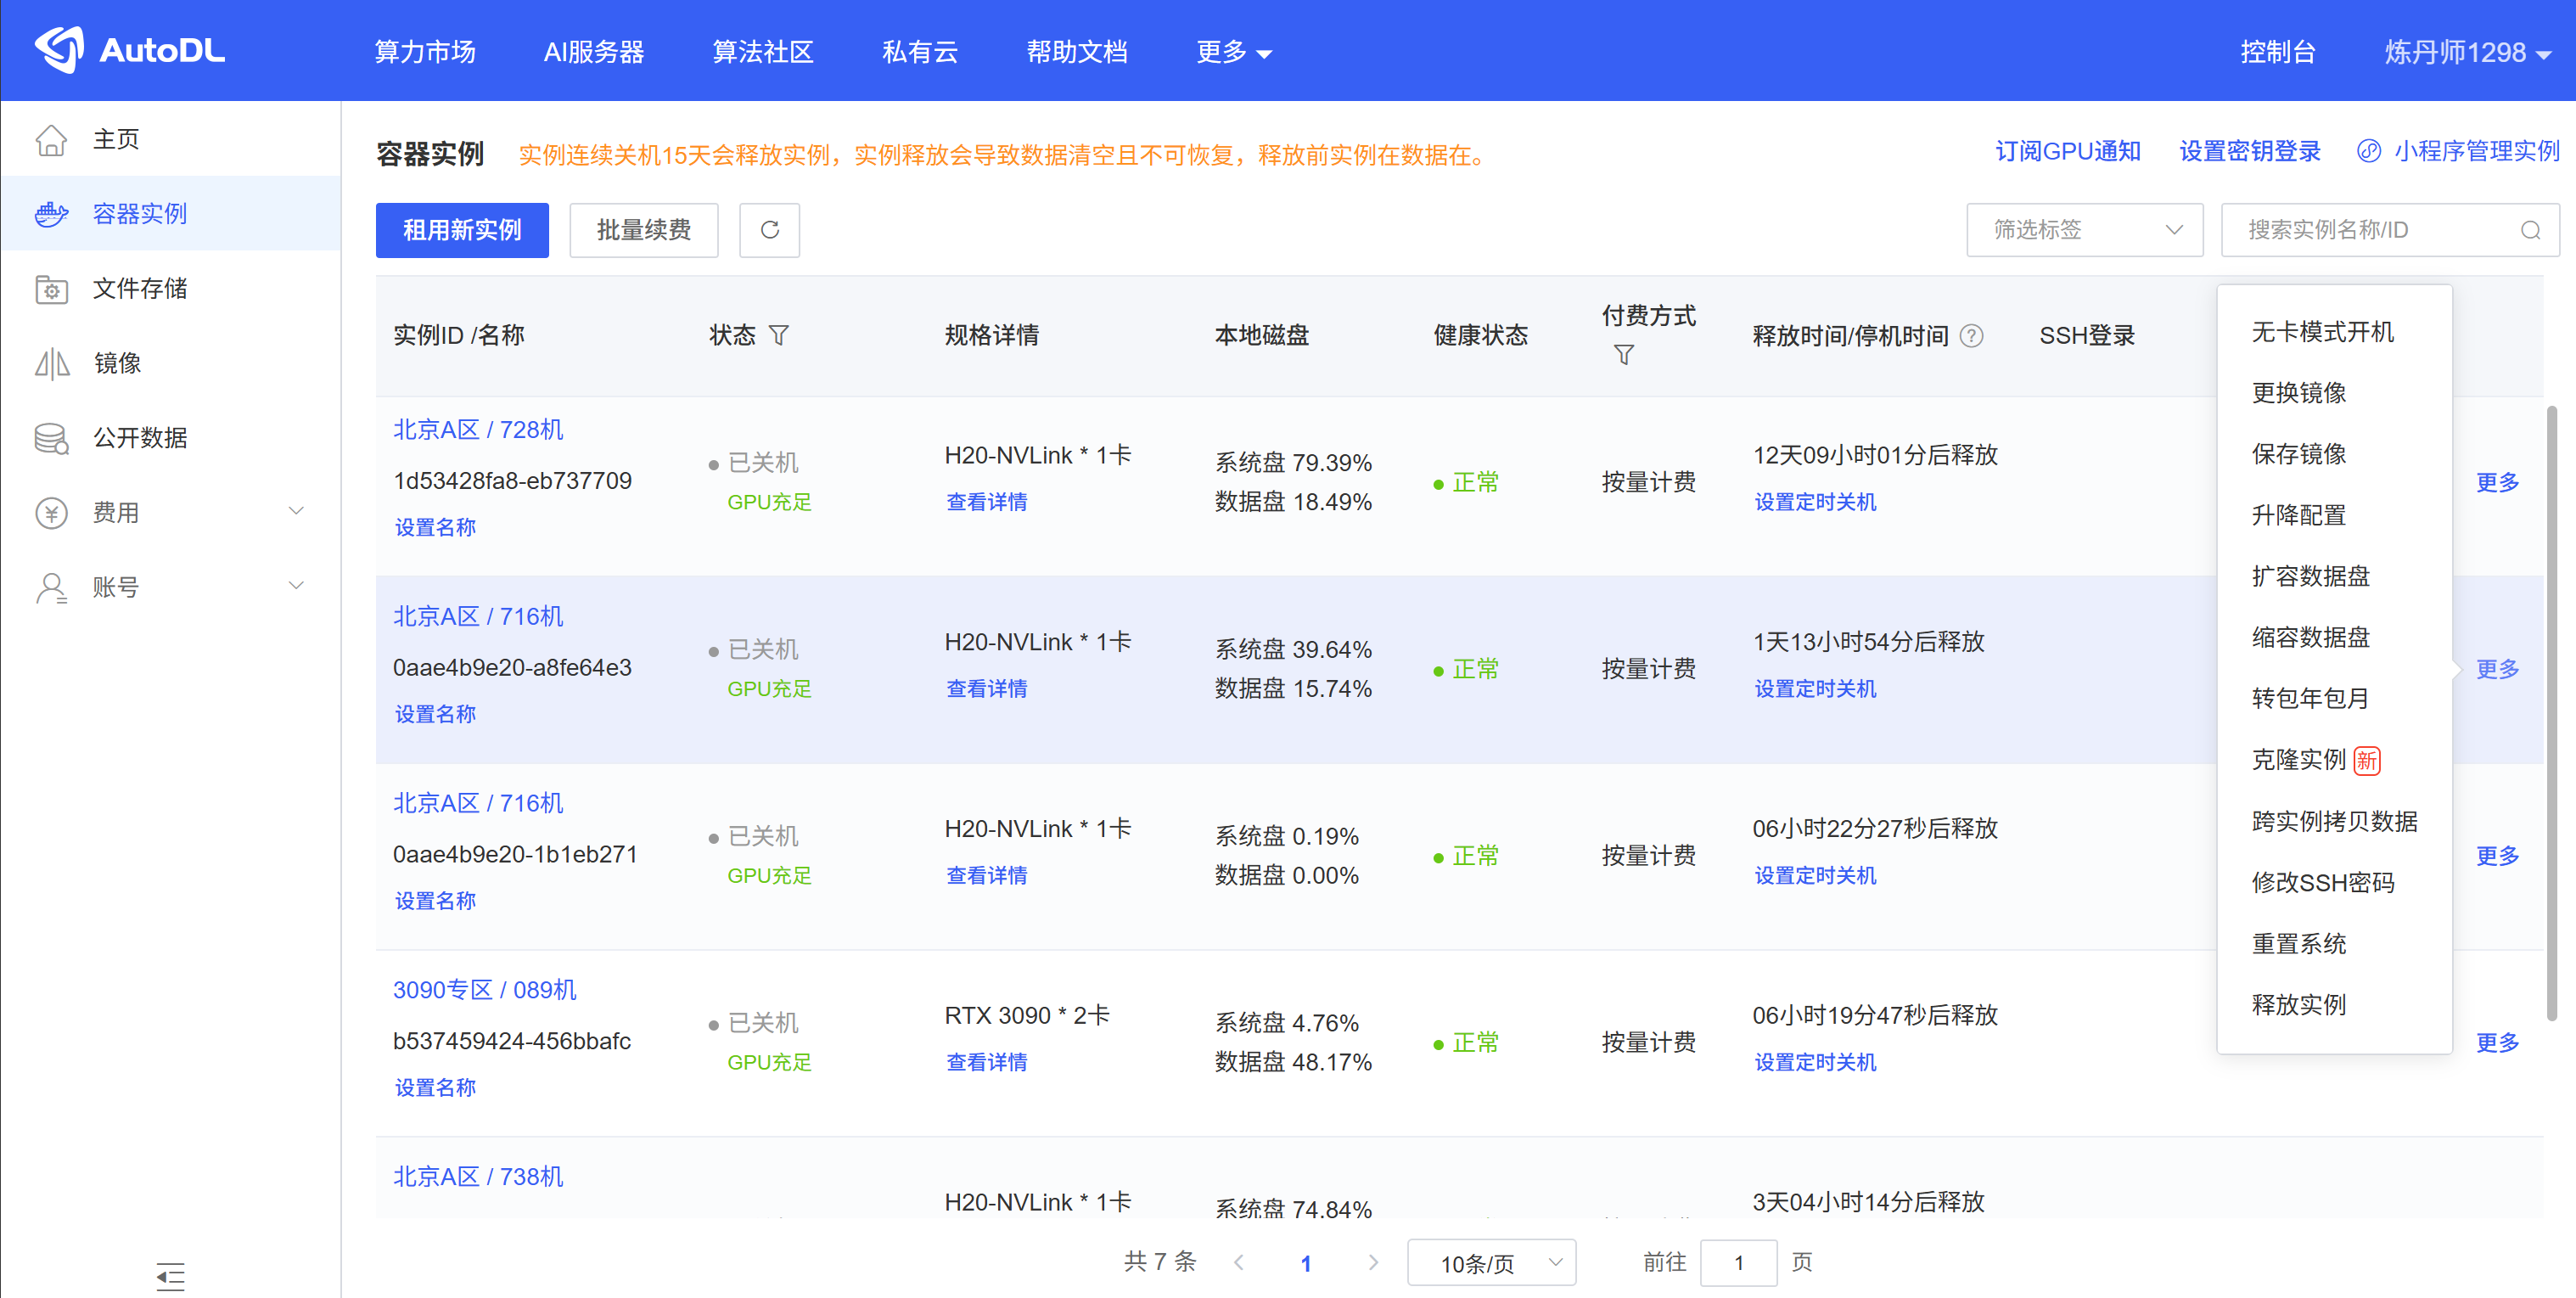 AutoDL
算力市场 AI服务器 算法社区 私有云 帮助文档 更多 控制台 炼丹师1298
主页
容器实例
文件存储
镜像
公开数据
费用
账号
容器实例 实例连续关机15天会释放实例，实例释放会导致数据清空且不可恢复，释放前实例在数据在。 订阅GPU通知 设置密钥登录 小程序管理实例
租用新实例 批量续费 筛选标签 搜索实例名称/ID
实例ID /名称 状态 规格详情 本地磁盘 健康状态 付费方式 释放时间/停机时间 SSH登录
北京A区 / 728机
1d53428fa8-eb737709
设置名称
已关机
GPU充足
H20-NVLink * 1卡
查看详情
系统盘 79.39%
数据盘 18.49%
正常
按量计费
12天09小时01分后释放
设置定时关机
更多
北京A区 / 716机
0aae4b9e20-a8fe64e3
设置名称
已关机
GPU充足
H20-NVLink * 1卡
查看详情
系统盘 39.64%
数据盘 15.74%
正常
按量计费
1天13小时54分后释放
设置定时关机
更多
北京A区 / 716机
0aae4b9e20-1b1eb271
设置名称
已关机
GPU充足
H20-NVLink * 1卡
查看详情
系统盘 0.19%
数据盘 0.00%
正常
按量计费
06小时22分27秒后释放
设置定时关机
更多
3090专区 / 089机
b537459424-456bbafc
设置名称
已关机
GPU充足
RTX 3090 * 2卡
查看详情
系统盘 4.76%
数据盘 48.17%
正常
按量计费
06小时19分47秒后释放
设置定时关机
更多
北京A区 / 738机
H20-NVLink * 1卡
系统盘 74.84%
3天04小时14分后释放
无卡模式开机
更换镜像
保存镜像
升降配置
扩容数据盘
缩容数据盘
转包年包月
克隆实例 新
跨实例拷贝数据
修改SSH密码
重置系统
释放实例
共 7 条 1 10条/页 前往 1 页